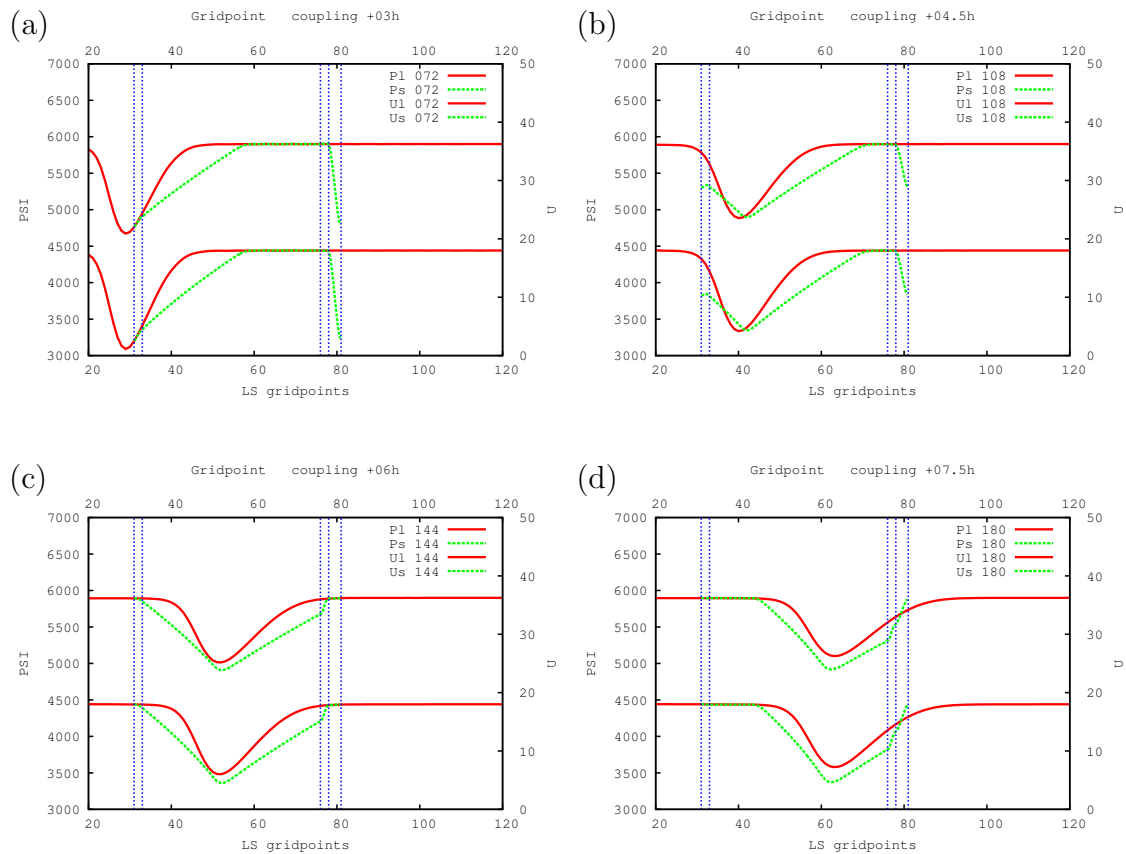 (a)
Gridpoint coupling +03h
20 40 60 80 100 120
7000
6500
6000
5500
5000
4500
4000
3500
3000
PSI
50
40
30
20
10
0
U
Pl 072
Ps 072
Ul 072
Us 072
20 40 60 80 100 120
LS gridpoints
(b)
Gridpoint coupling +04.5h
20 40 60 80 100 120
7000
6500
6000
5500
5000
4500
4000
3500
3000
PSI
50
40
30
20
10
0
U
Pl 108
Ps 108
Ul 108
Us 108
20 40 60 80 100 120
LS gridpoints
(c)
Gridpoint coupling +06h
20 40 60 80 100 120
7000
6500
6000
5500
5000
4500
4000
3500
3000
PSI
50
40
30
20
10
0
U
Pl 144
Ps 144
Ul 144
Us 144
20 40 60 80 100 120
LS gridpoints
(d)
Gridpoint coupling +07.5h
20 40 60 80 100 120
7000
6500
6000
5500
5000
4500
4000
3500
3000
PSI
50
40
30
20
10
0
U
Pl 180
Ps 180
Ul 180
Us 180
20 40 60 80 100 120
LS gridpoints